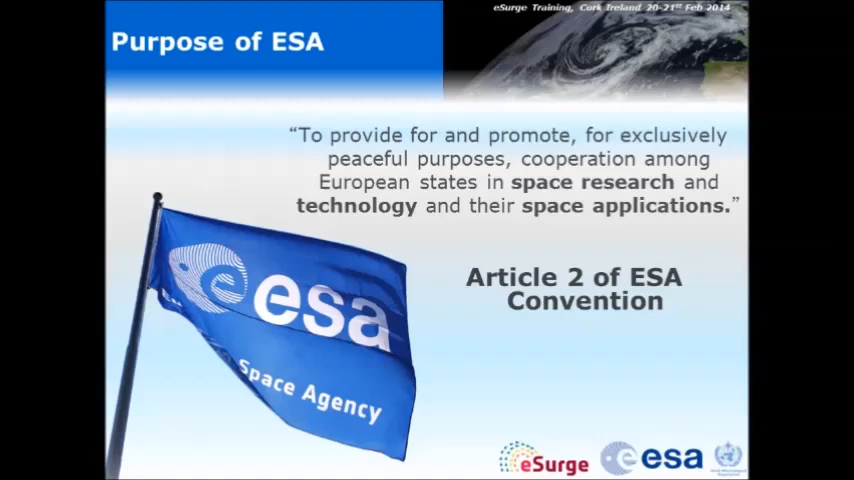 eSurge Training, Cork Ireland 20-21st Feb 2014
Purpose of ESA
“To provide for and promote, for exclusively
peaceful purposes, cooperation among
European states in space research and
technology and their space applications.”
Article 2 of ESA
Convention
esa
Space Agency
eSurge
esa